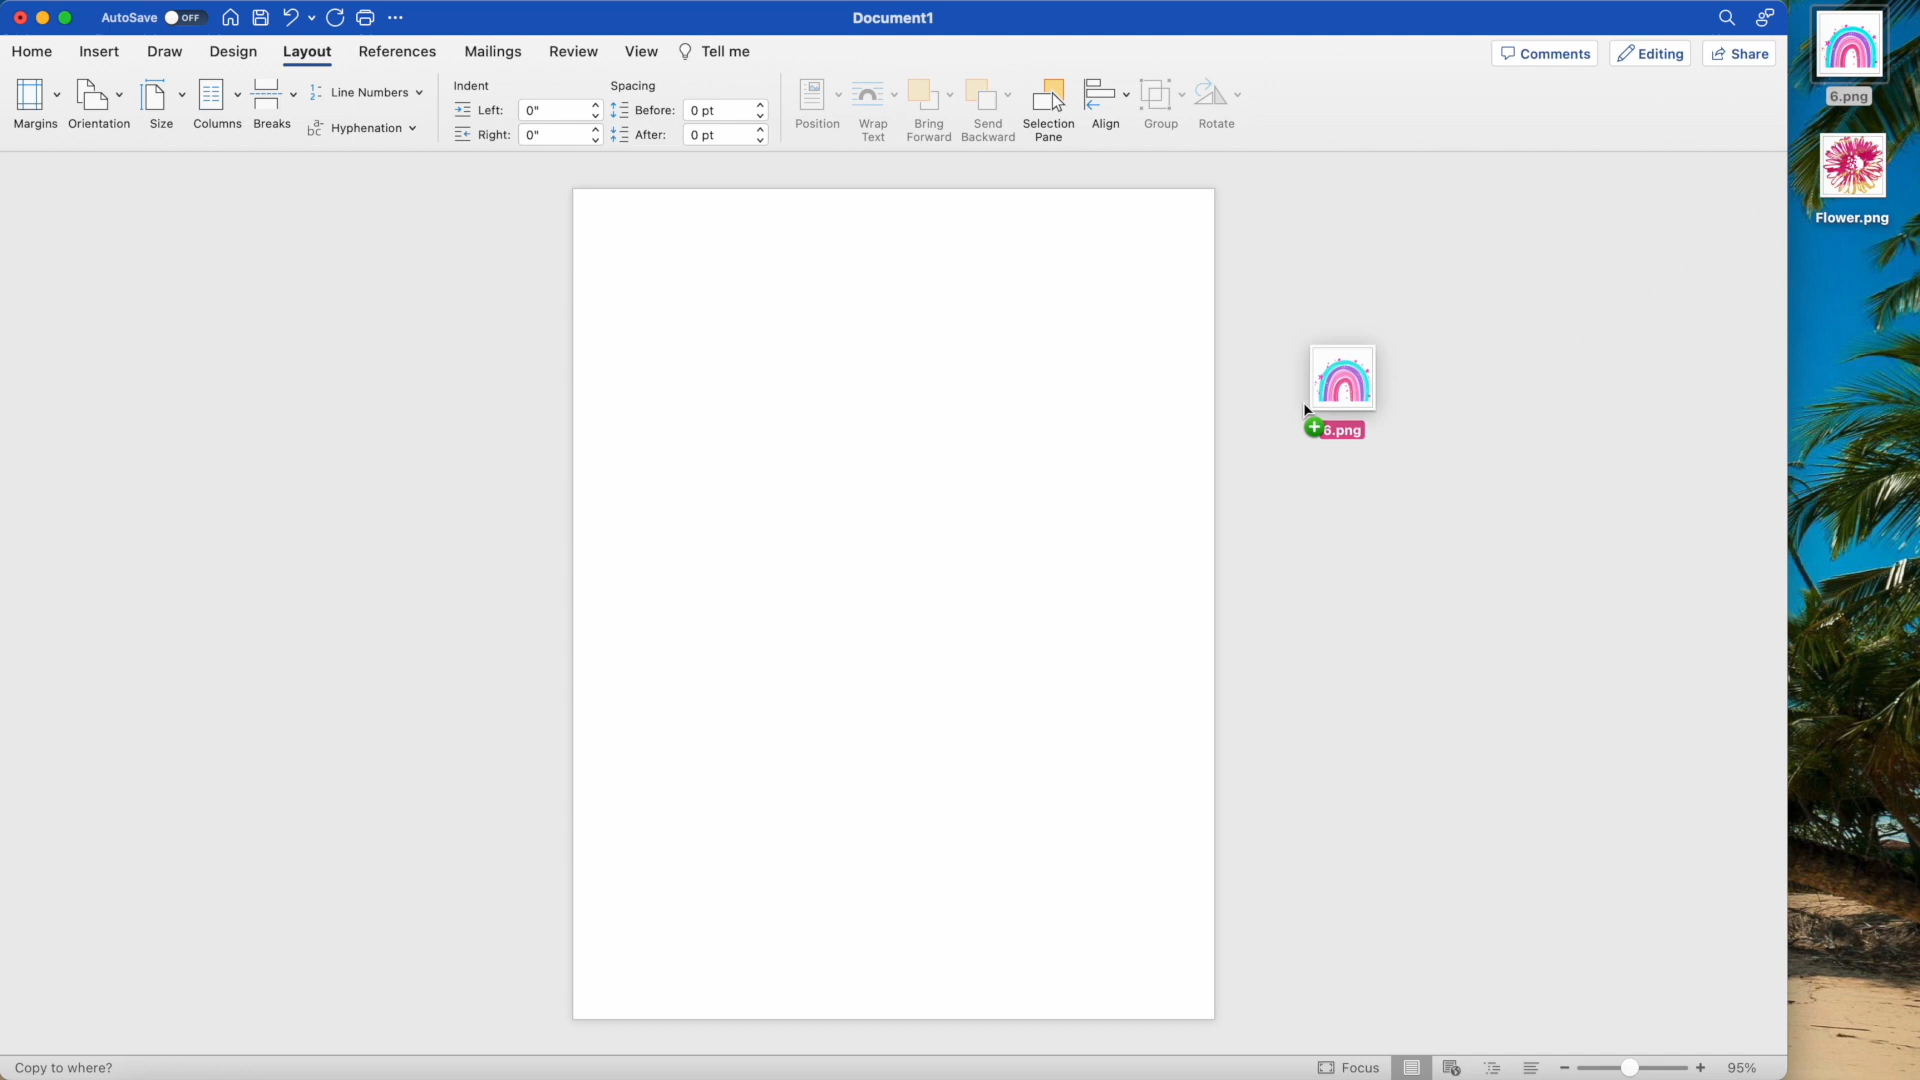 AutoSave OFF
Document1
Home Insert Draw Design Layout References Mailings Review View Tell me
Comments Editing Share
Margins Orientation Size Columns Breaks
Line Numbers
Hyphenation
Indent
Left: 0"
Right: 0"
Spacing
Before: 0 pt
After: 0 pt
Position
Wrap
Text
Bring
Forward
Send
Backward
Selection
Pane
Align Group Rotate
6.png
Flower.png
6.png
Copy to where?
Focus
95%